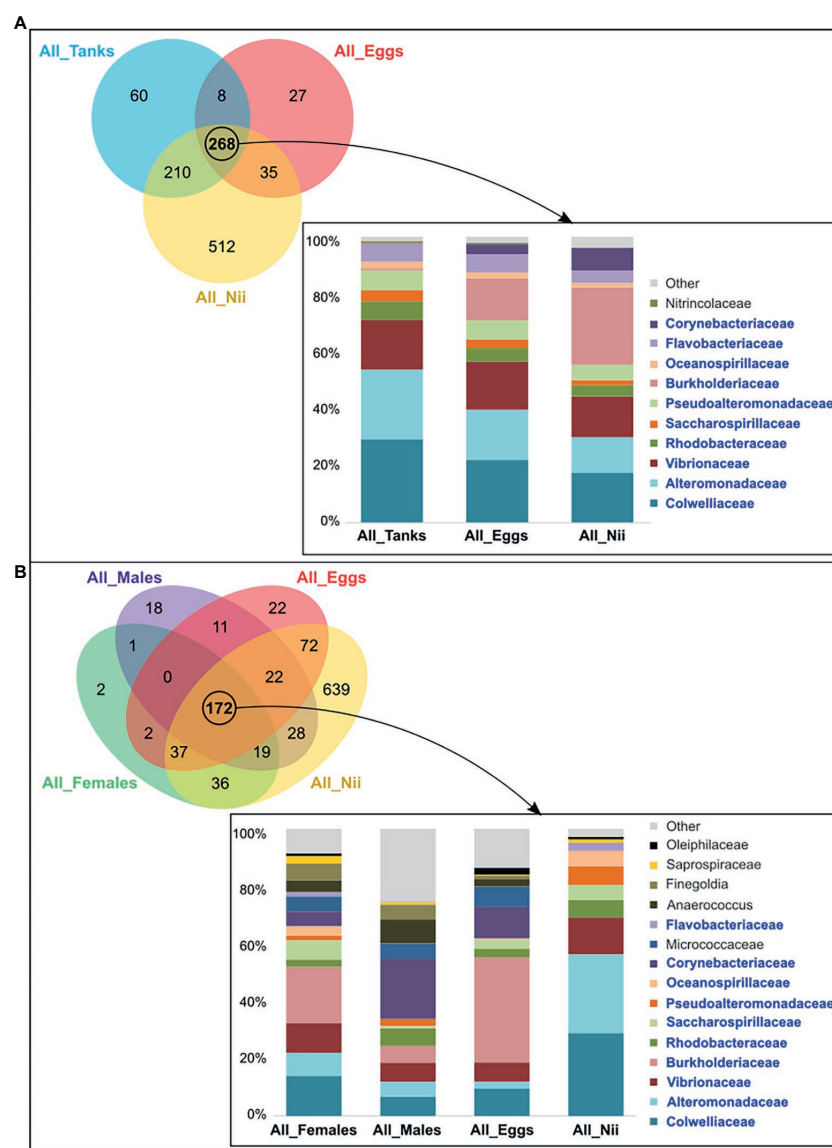 A
All_Tanks
All_Eggs
60
8
27
268
210
35
512
All_Nii
100%
80%
60%
40%
20%
0%
All_Tanks
All_Eggs
All_Nii
Other
Nitrincolaceae
Corynebacteriaceae
Flavobacteriaceae
Oceanospirillaceae
Burkholderiaceae
Pseudoalteromonadaceae
Saccharospirillaceae
Rhodobacteraceae
Vibrionaceae
Alteromonadaceae
Colwelliaceae
B
All_Males
All_Eggs
18
11
22
1
72
0
22
2
172
639
2
28
37
19
All_Females
36
All_Nii
100%
80%
60%
40%
20%
0%
All_Females
All_Males
All_Eggs
All_Nii
Other
Oleiphilaceae
Saprospiraceae
Finegoldia
Anaerococcus
Flavobacteriaceae
Micrococcaceae
Corynebacteriaceae
Oceanospirillaceae
Pseudoalteromonadaceae
Saccharospirillaceae
Rhodobacteraceae
Burkholderiaceae
Vibrionaceae
Alteromonadaceae
Colwelliaceae